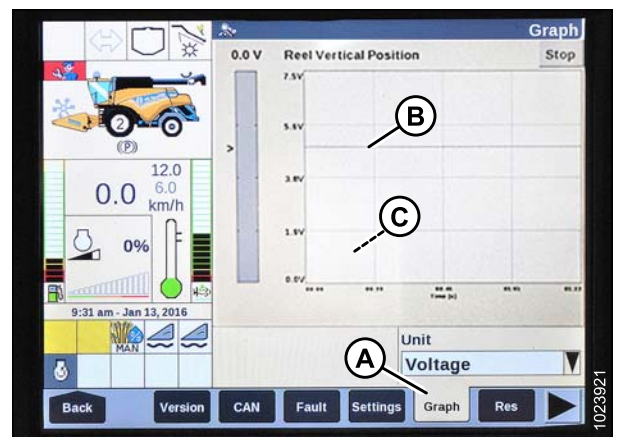 Graph
0.0 V
Reel Vertical Position
Stop
7.5V
B
2
(P)
3.8V
12.0
6.0
0.0
km/h
C
1.9V
0%
0.0V
Time [s]
9:31 am - Jan 13, 2016
MAN
Unit
A
Voltage
Back
Version
CAN
Fault
Settings
Graph
Res
1023921